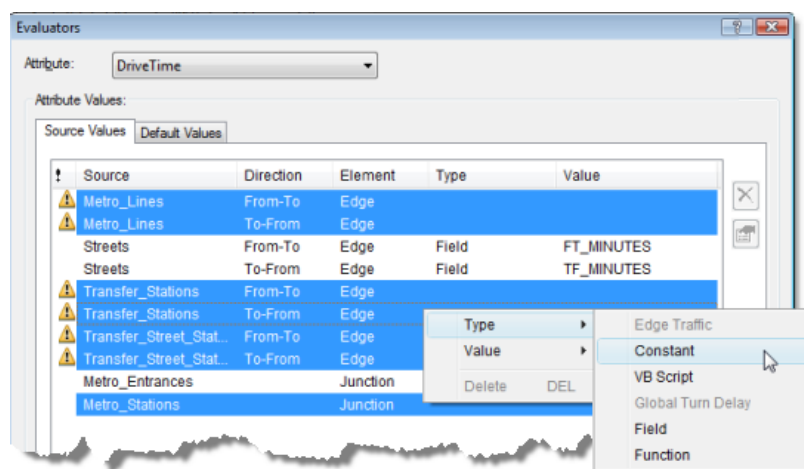 Evaluators
Attribute: DriveTime
Attribute Values:
Source Values Default Values
! Source Direction Element Type Value
Metro_Lines From-To Edge
Metro_Lines To-From Edge
Streets From-To Edge Field FT_MINUTES
Streets To-From Edge Field TF_MINUTES
Transfer_Stations From-To Edge
Transfer_Stations To-From Edge
Transfer_Street_Stat... From-To Edge
Transfer_Street_Stat... To-From Edge
Metro_Entrances Junction
Metro_Stations Junction
Type
Value
Delete DEL
Edge Traffic
Constant
VB Script
Global Turn Delay
Field
Function